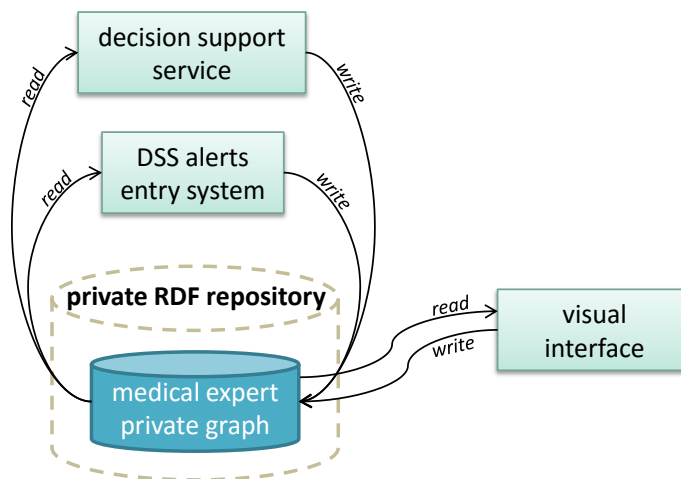 decision support
service
read
write
DSS alerts
entry system
read
write
private RDF repository
read
write
visual
interface
medical expert
private graph